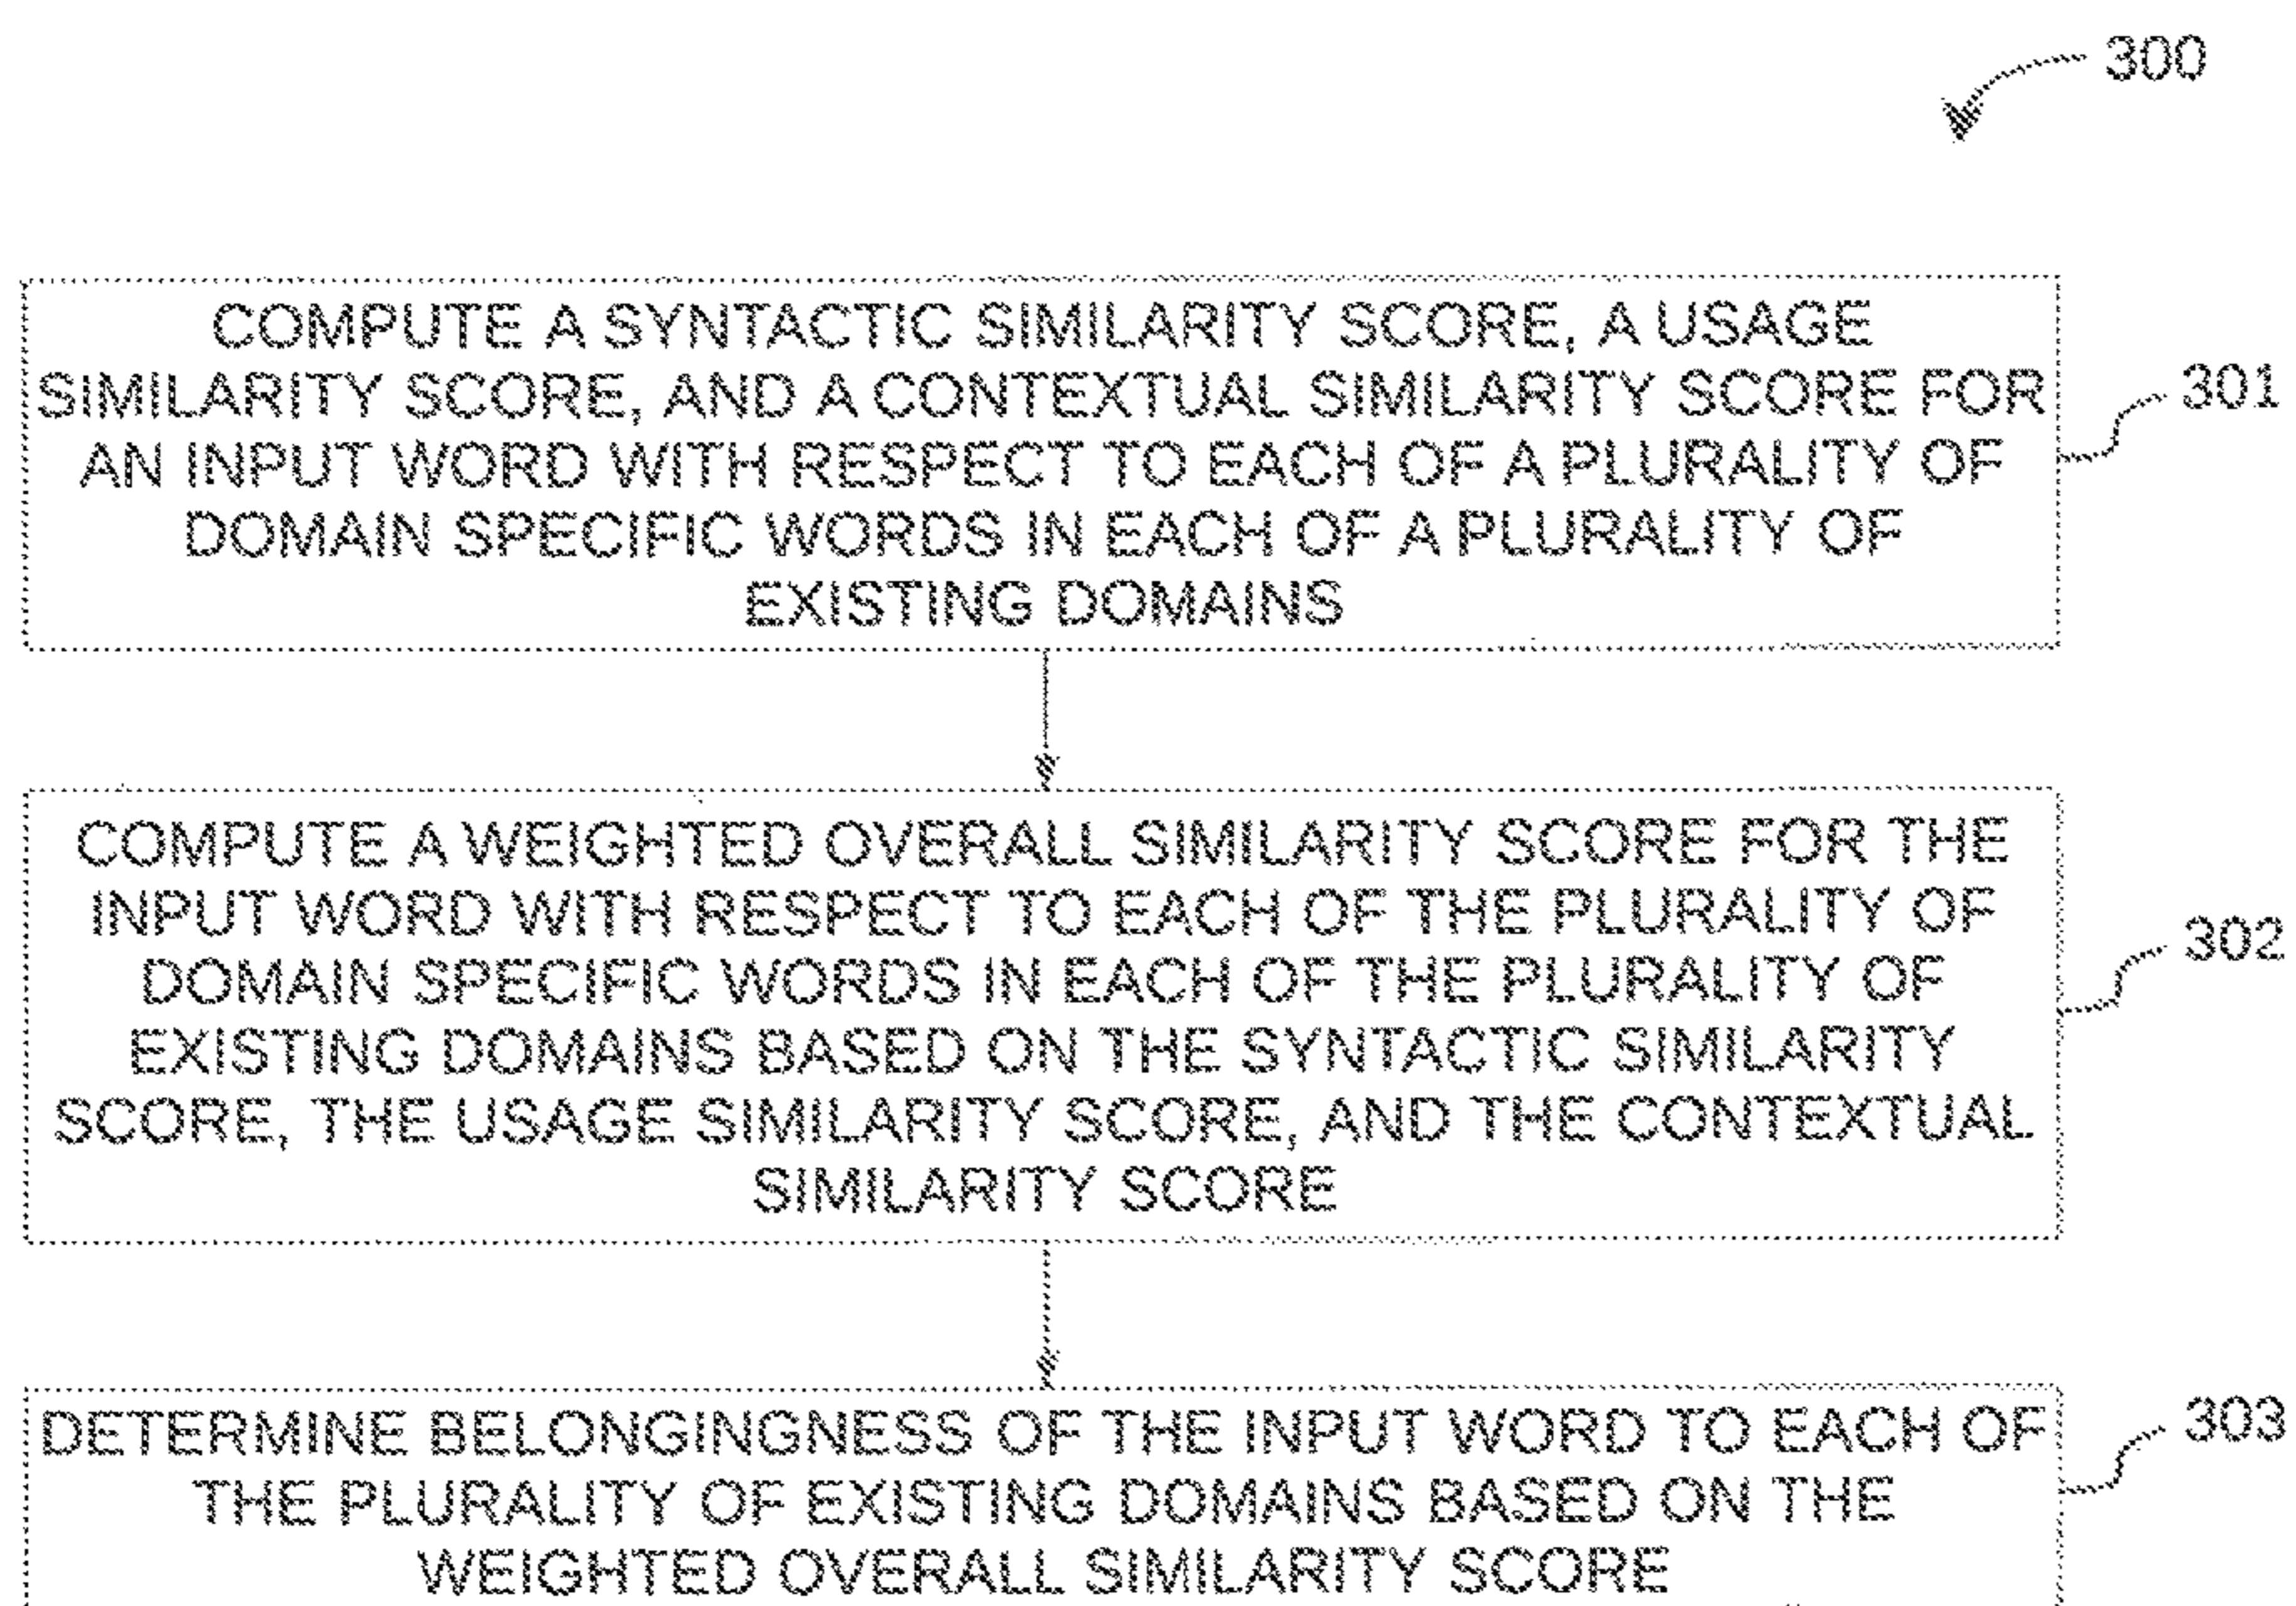 300
COMPUTE A SYNTACTIC SIMILARITY SCORE, A USAGE
SIMILARITY SCORE, AND A CONTEXTUAL SIMILARITY SCORE FOR
AN INPUT WORD WITH RESPECT TO EACH OF A PLURALITY OF
DOMAIN SPECIFIC WORDS IN EACH OF A PLURALITY OF
EXISTING DOMAINS
301
COMPUTE A WEIGHTED OVERALL SIMILARITY SCORE FOR THE
INPUT WORD WITH RESPECT TO EACH OF THE PLURALITY OF
DOMAIN SPECIFIC WORDS IN EACH OF THE PLURALITY OF
EXISTING DOMAINS BASED ON THE SYNTACTIC SIMILARITY
SCORE, THE USAGE SIMILARITY SCORE, AND THE CONTEXTUAL
SIMILARITY SCORE
302
DETERMINE BELONGINGNESS OF THE INPUT WORD TO EACH OF
THE PLURALITY OF EXISTING DOMAINS BASED ON THE
WEIGHTED OVERALL SIMILARITY SCORE
303